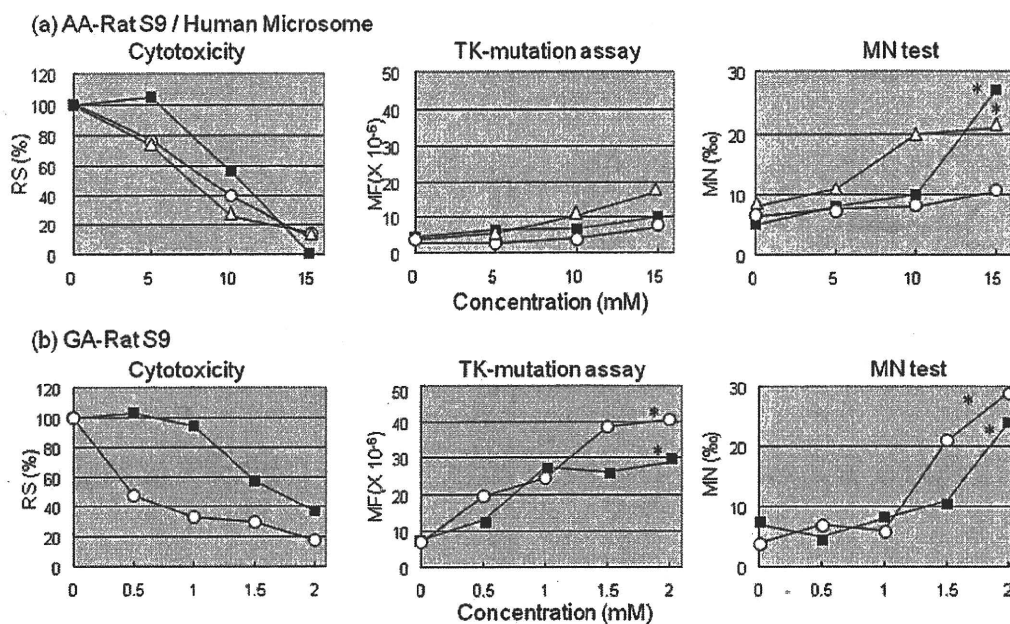 (a) AA-Rat S9 / Human Microsome
Cytotoxicity
TK-mutation assay
MN test
RS (%)
120
100
80
60
40
20
0
0 5 10 15
MF(X 10-6)
50
40
30
20
10
0
0 5 10 15
MN (‰)
30
20
10
0
0 5 10 15
* *
Concentration (mM)
(b) GA-Rat S9
Cytotoxicity
TK-mutation assay
MN test
RS (%)
120
100
80
60
40
20
0
0 0.5 1 1.5 2
MF(X 10-6)
50
40
30
20
10
0
0 0.5 1 1.5 2
* *
MN (‰)
30
20
10
0
0 0.5 1 1.5 2
* *
Concentration (mM)